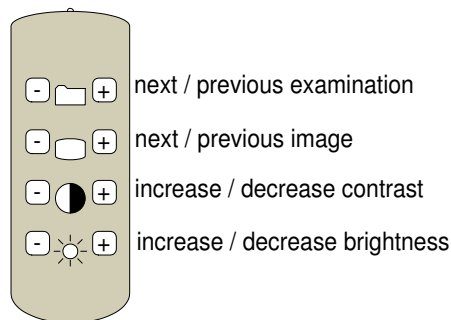 - + next / previous examination
- + next / previous image
- + increase / decrease contrast
- + increase / decrease brightness